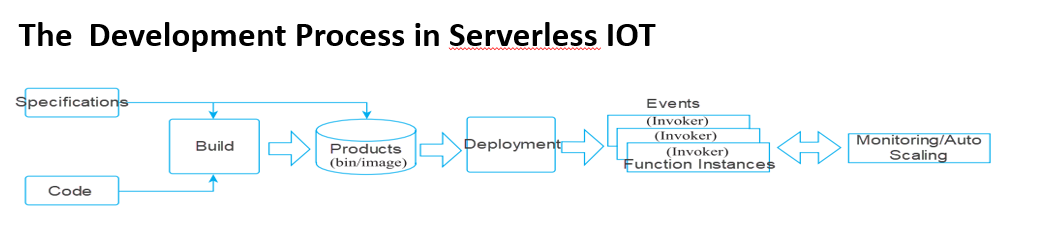 The  Development Process in Serverless IOT
Specifications
Code
Build
Products
(bin/image)
Deployment
Events
(Invoker)
(Invoker)
(Invoker)
Function Instances
Monitoring/Auto
Scaling